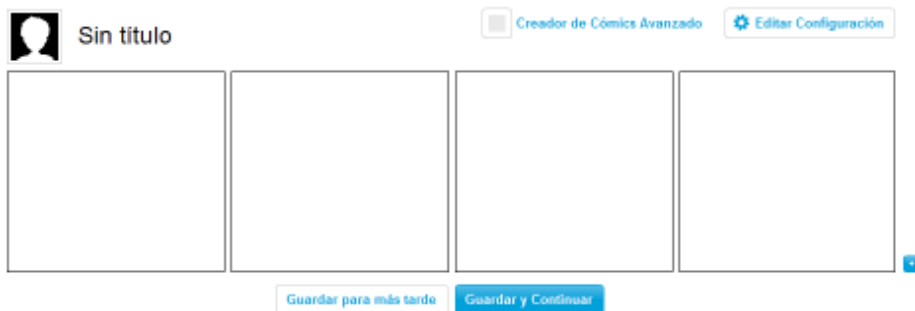 Sin título
Creador de Cómics Avanzado
Editar Configuración
Guardar para más tarde
Guardar y Continuar